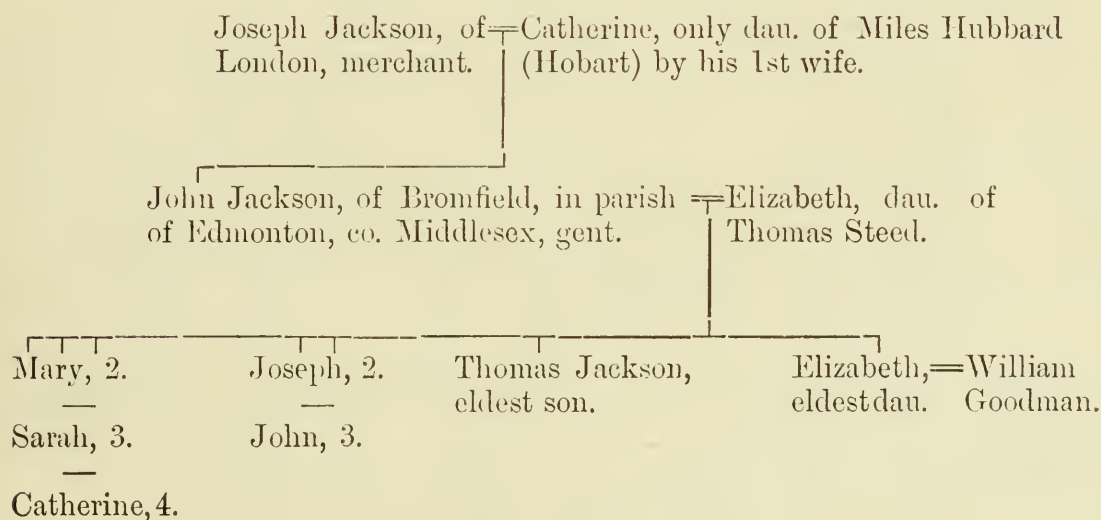 Joseph Jackson, of=Catherine, only dau. of Miles Hubbard
London, merchant. (Hobart) by his 1st wife.
John Jackson, of Bromfield, in parish =Elizabeth, dau. of
of Edmonton, co. Middlesex, gent. Thomas Steed.
Mary, 2. Joseph, 2. Thomas Jackson, Elizabeth,=William
eldest son. eldest dau. Goodman.
Sarah, 3. John, 3.
Catherine, 4.